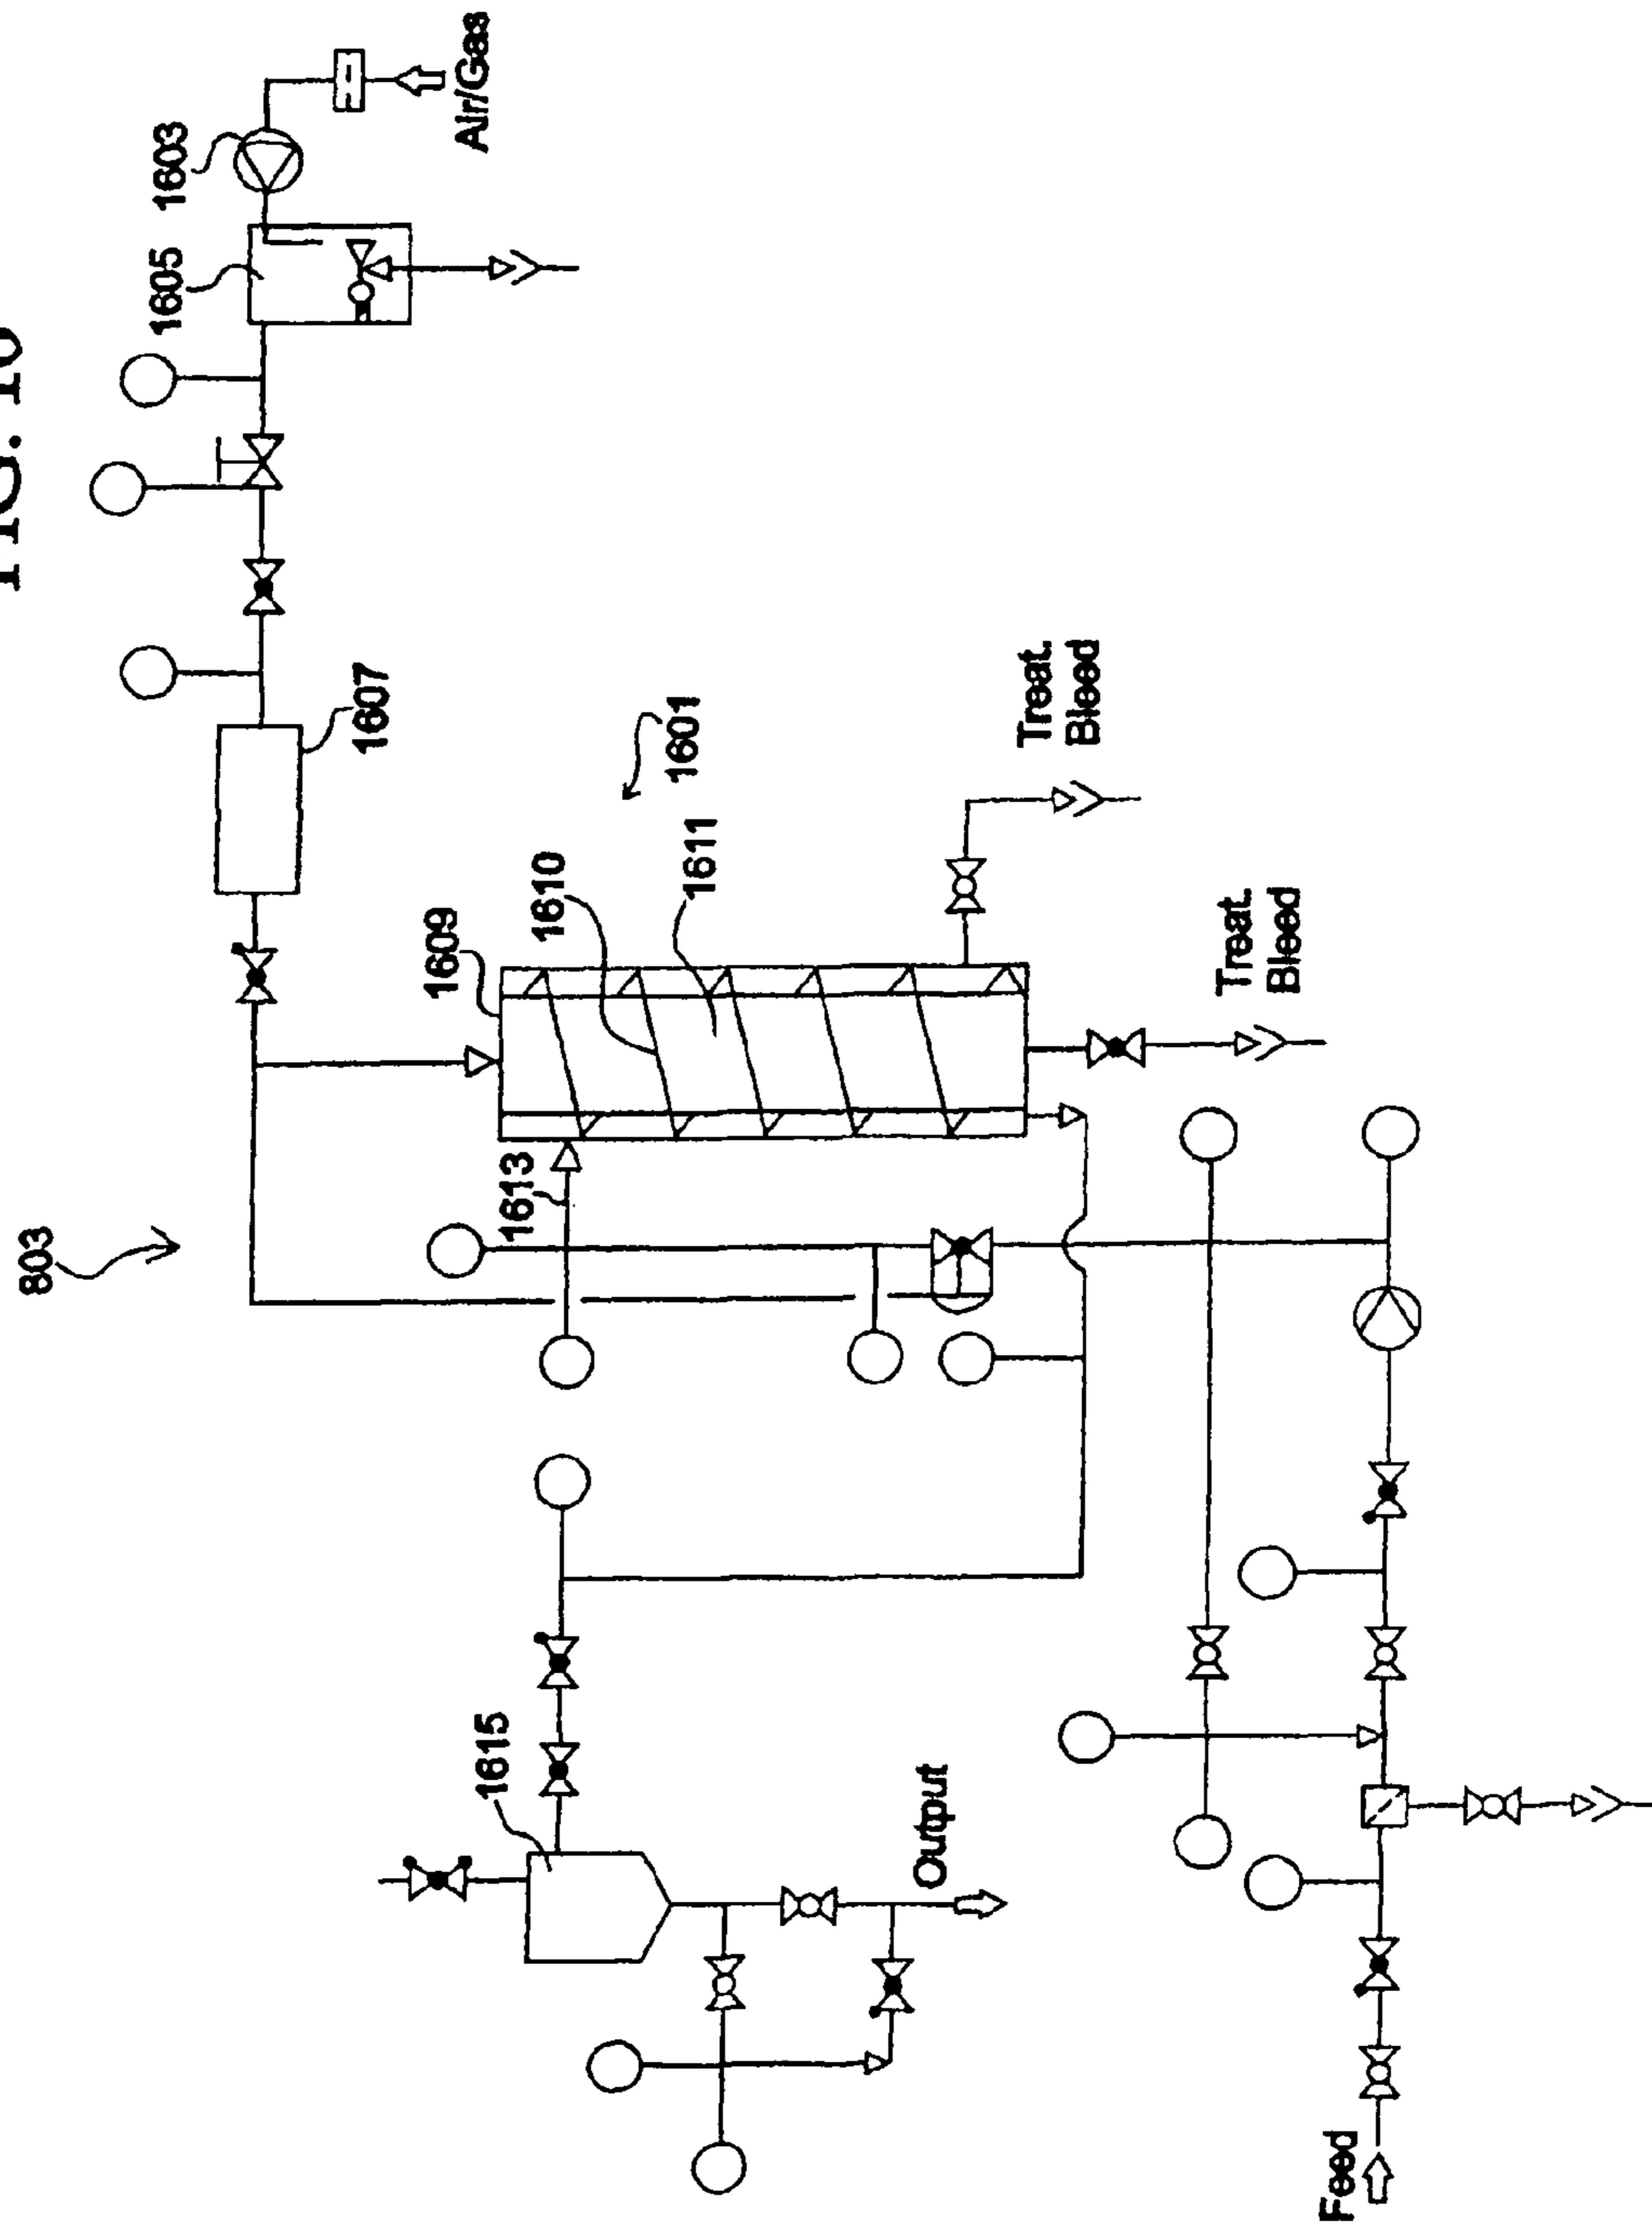 FIG. 16
803
1605
1603
1607
Air/Gas
1609
1615
1613
1610
1601
1611
Output
Treat.
Bleed
Treat.
Bleed
Feed